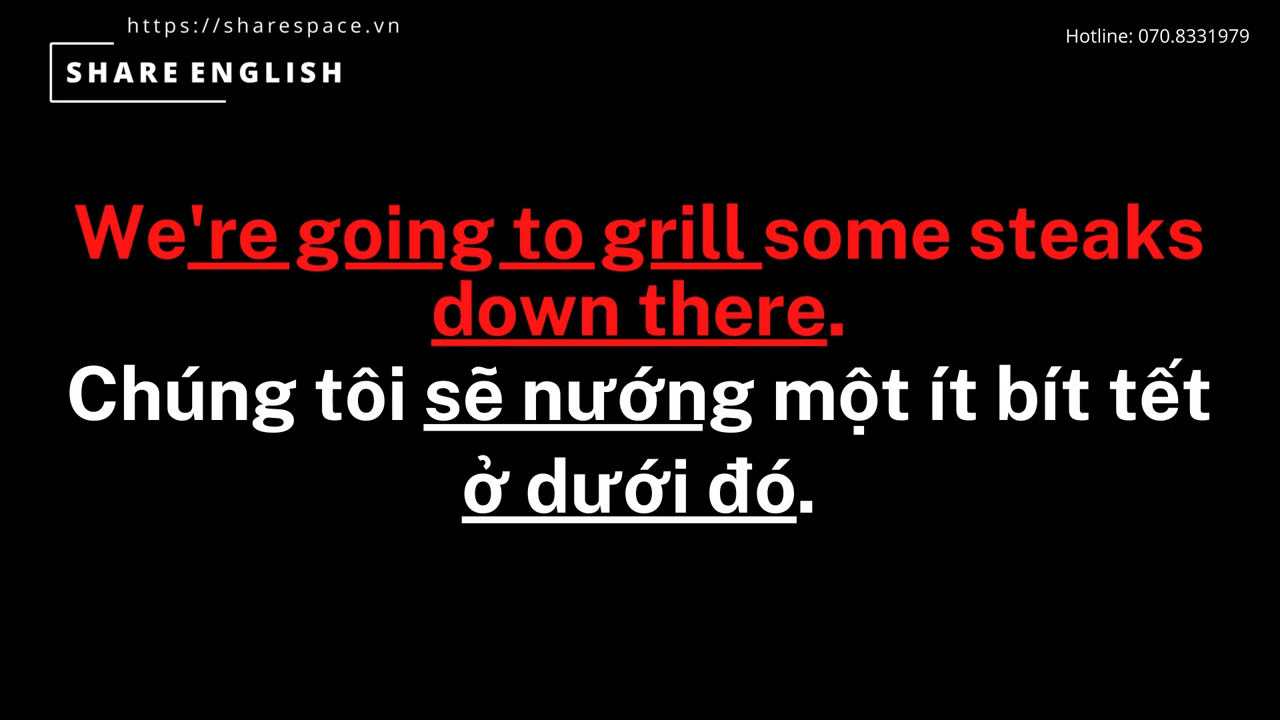 https://sharespace.vn
Hotline: 070.8331979
SHARE ENGLISH
We're going to grill some steaks
down there.
Chúng tôi sẽ nướng một ít bít tết
ở dưới đó.